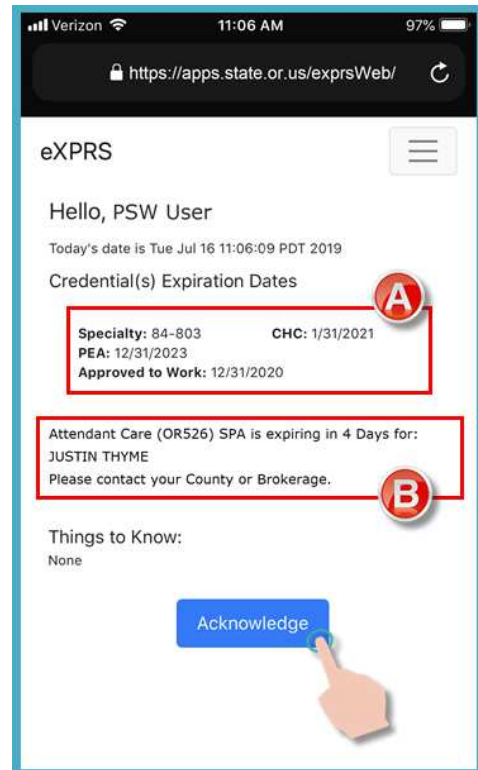 Verizon 11:06 AM 97%
https://apps.state.or.us/exprsWeb/
eXPRS
Hello, PSW User
Today's date is Tue Jul 16 11:06:09 PDT 2019
Credential(s) Expiration Dates
A
Specialty: 84-803 CHC: 1/31/2021
PEA: 12/31/2023
Approved to Work: 12/31/2020
Attendant Care (OR526) SPA is expiring in 4 Days for:
JUSTIN THYME
Please contact your County or Brokerage.
B
Things to Know:
None
Acknowledge